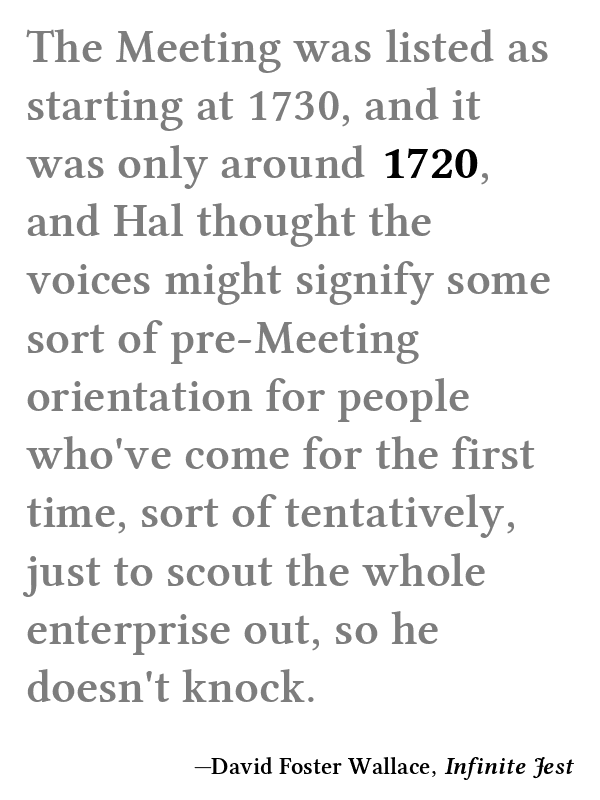 The Meeting was listed as
starting at 1730, and it
was only around 1720,
and Hal thought the
voices might signify some
sort of pre-Meeting
orientation for people
who've come for the first
time, sort of tentatively,
just to scout the whole
enterprise out, so he
doesn't knock.
—David Foster Wallace, Infinite Jest